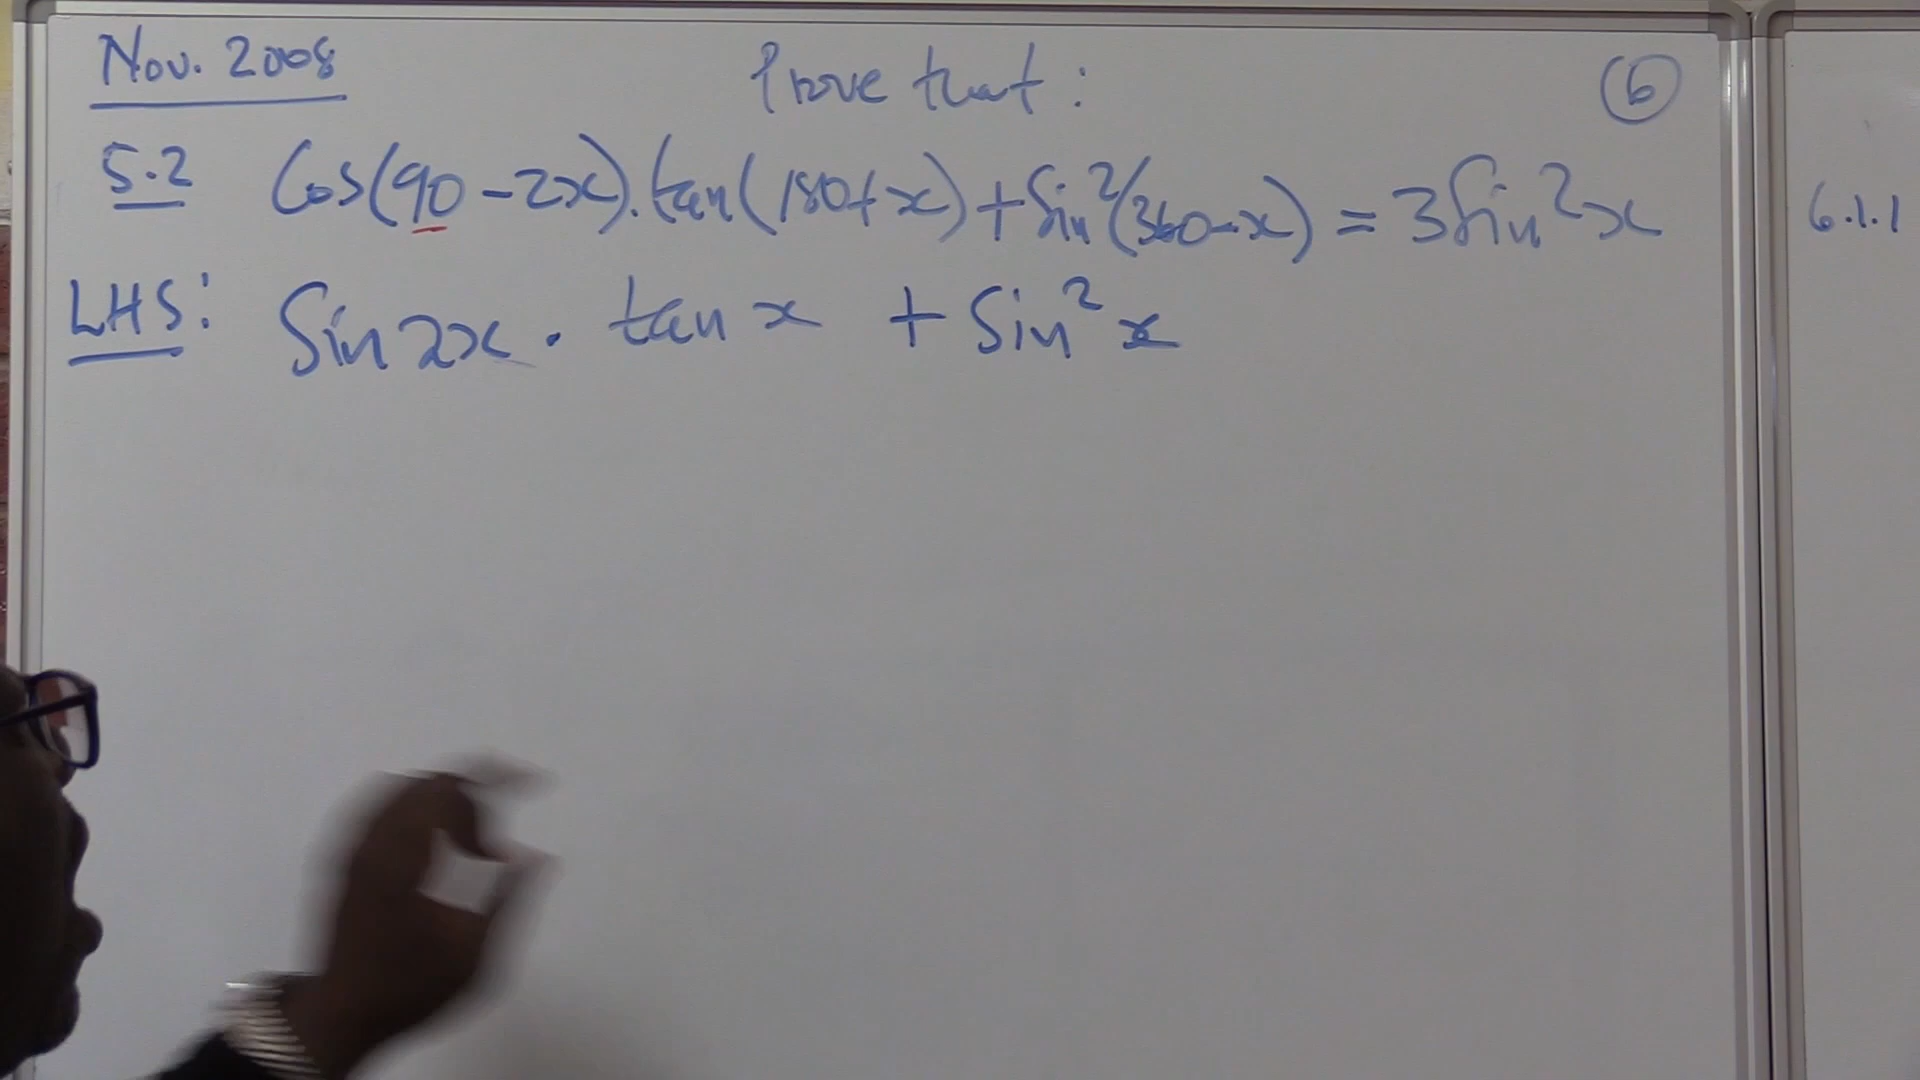 Nov. 2008 Prove that : 6
5.2 Cos(90-2x).tan(180+x)+Sin²(360-x) = 3Sin²x 6.1.1
LHS: Sin2x . tan x + Sin²x